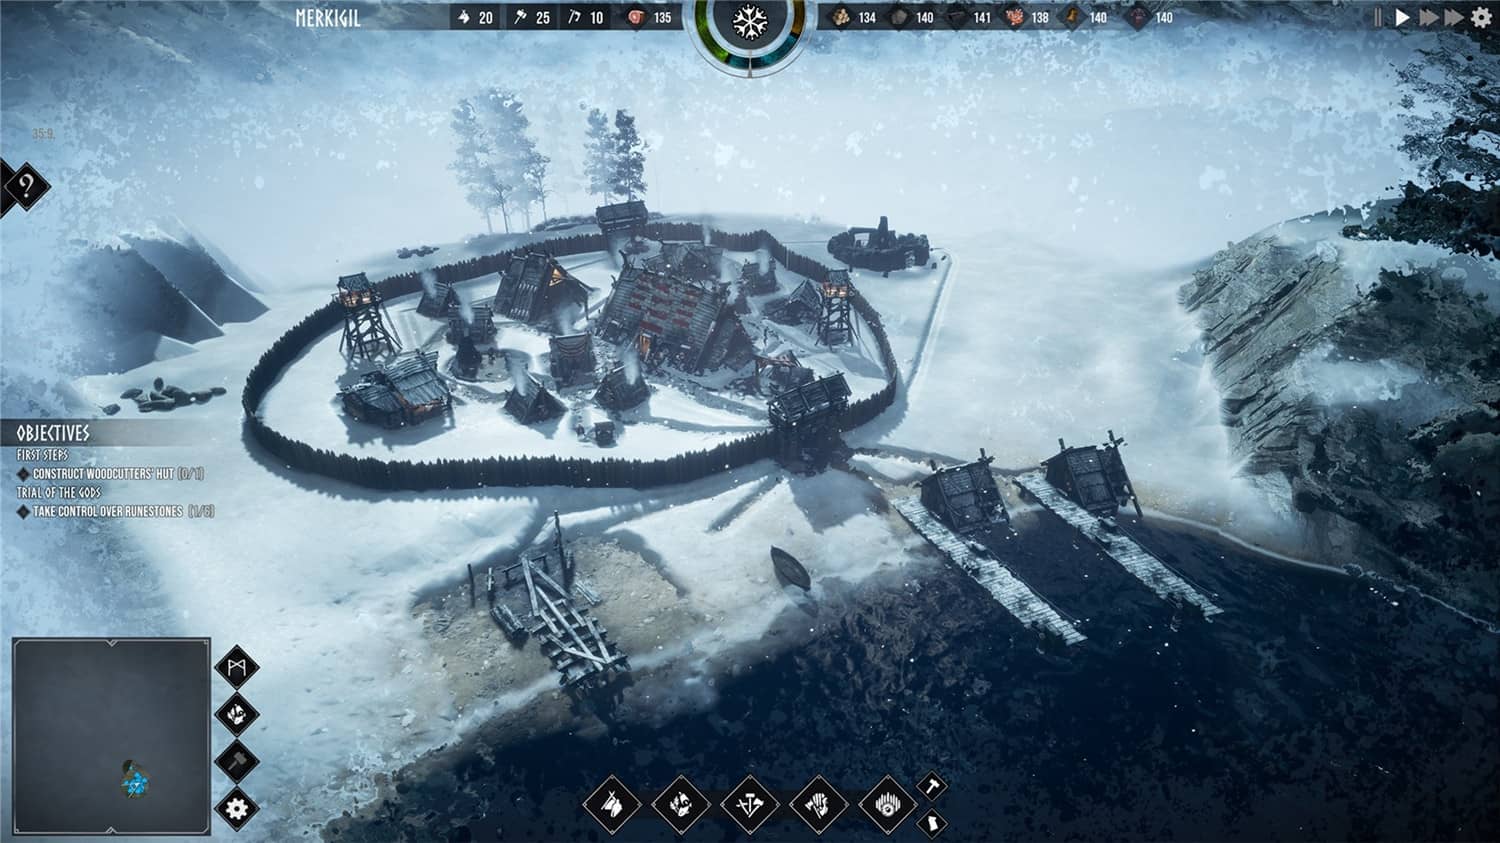 MERKIGIL 20 25 10 135 134 140 141 138 140 140
35:9.
?
OBJECTIVES
FIRST STEPS
CONSTRUCT WOODCUTTERS' HUT (0/1)
TRIAL OF THE GODS
TAKE CONTROL OVER RUNESTONES (1/6)